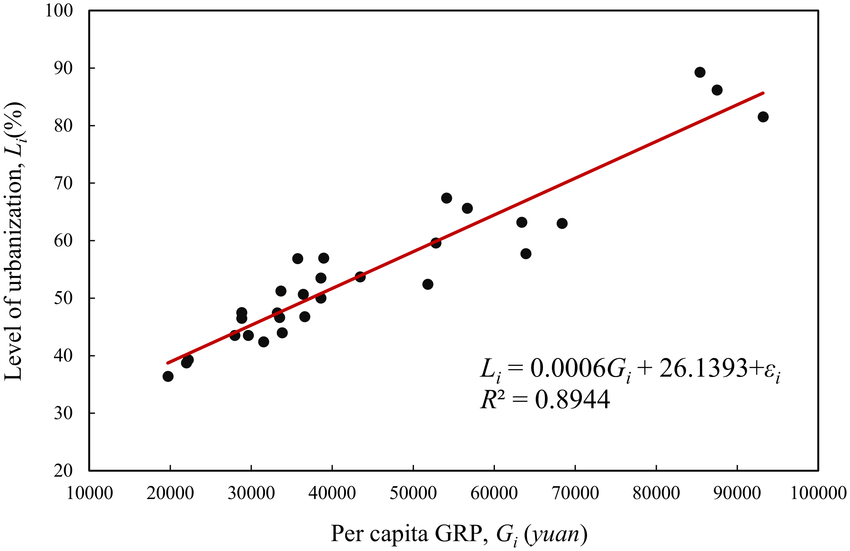 100
90
80
70
60
50
40
30
20
Level of urbanization, Li(%)
Li = 0.0006Gi + 26.1393+εi
R² = 0.8944
10000 20000 30000 40000 50000 60000 70000 80000 90000 100000
Per capita GRP, Gi (yuan)